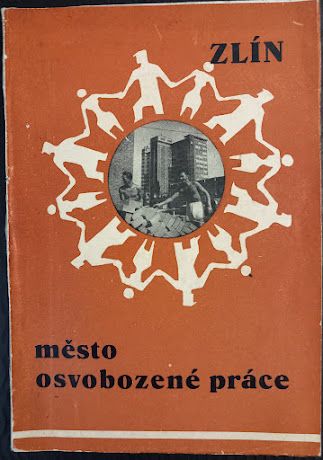 ZLÍN
město
osvobozené práce